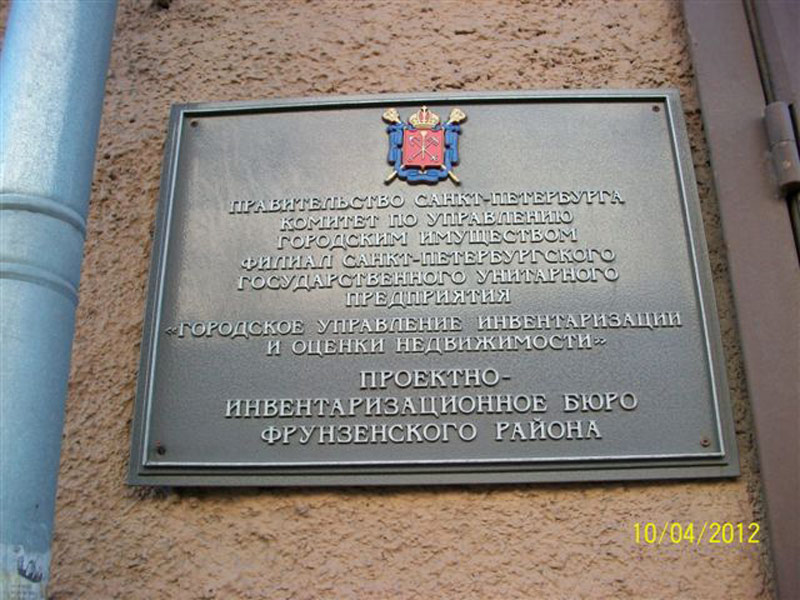 ПРАВИТЕЛЬСТВО САНКТ-ПЕТЕРБУРГА
КОМИТЕТ ПО УПРАВЛЕНИЮ
ГОРОДСКИМ ИМУЩЕСТВОМ
ФИЛИАЛ САНКТ-ПЕТЕРБУРГСКОГО
ГОСУДАРСТВЕННОГО УНИТАРНОГО
ПРЕДПРИЯТИЯ
«ГОРОДСКОЕ УПРАВЛЕНИЕ ИНВЕНТАРИЗАЦИИ
И ОЦЕНКИ НЕДВИЖИМОСТИ»
ПРОЕКТНО-
ИНВЕНТАРИЗАЦИОННОЕ БЮРО
ФРУНЗЕНСКОГО РАЙОНА
10/04/2012